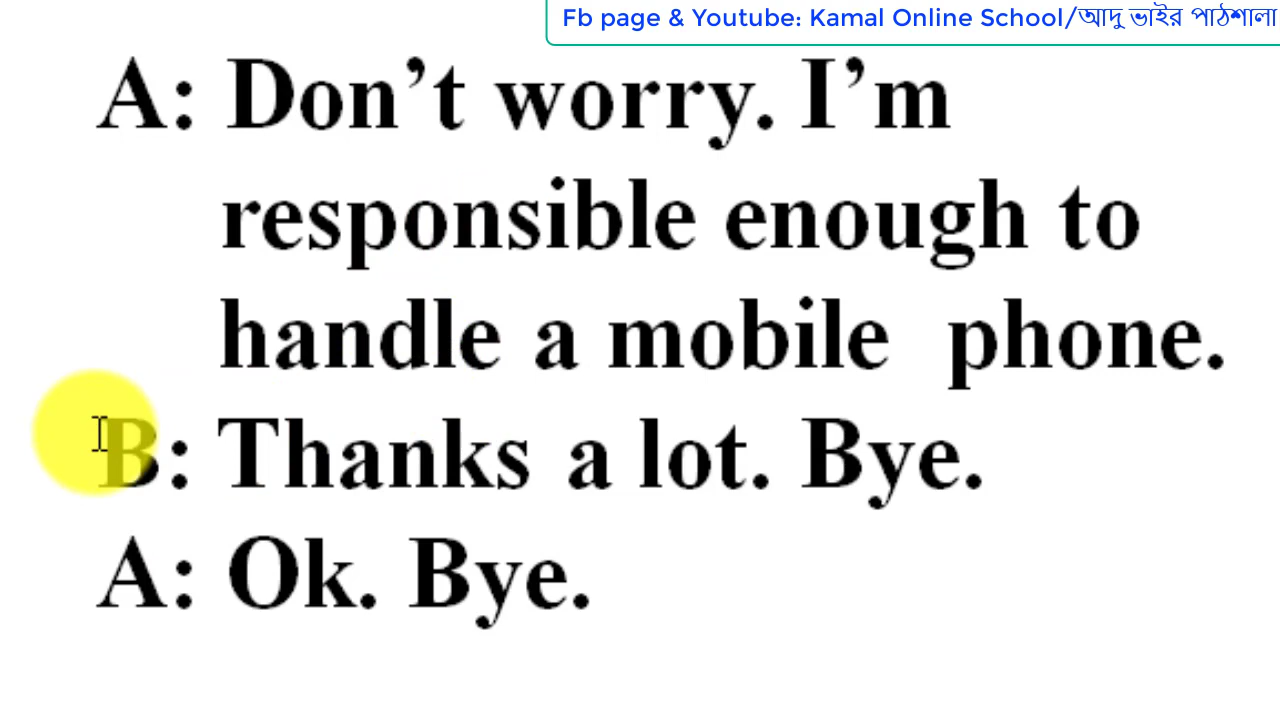 Fb page & Youtube: Kamal Online School/আদু ভাইর পাঠশালা
A: Don't worry. I'm
responsible enough to
handle a mobile phone.
B: Thanks a lot. Bye.
A: Ok. Bye.